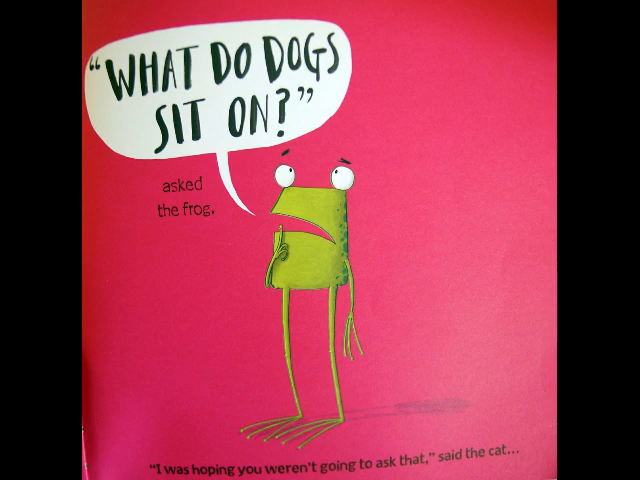 “WHAT DO DOGS
SIT ON?”
asked
the frog.
“I was hoping you weren't going to ask that,” said the cat...